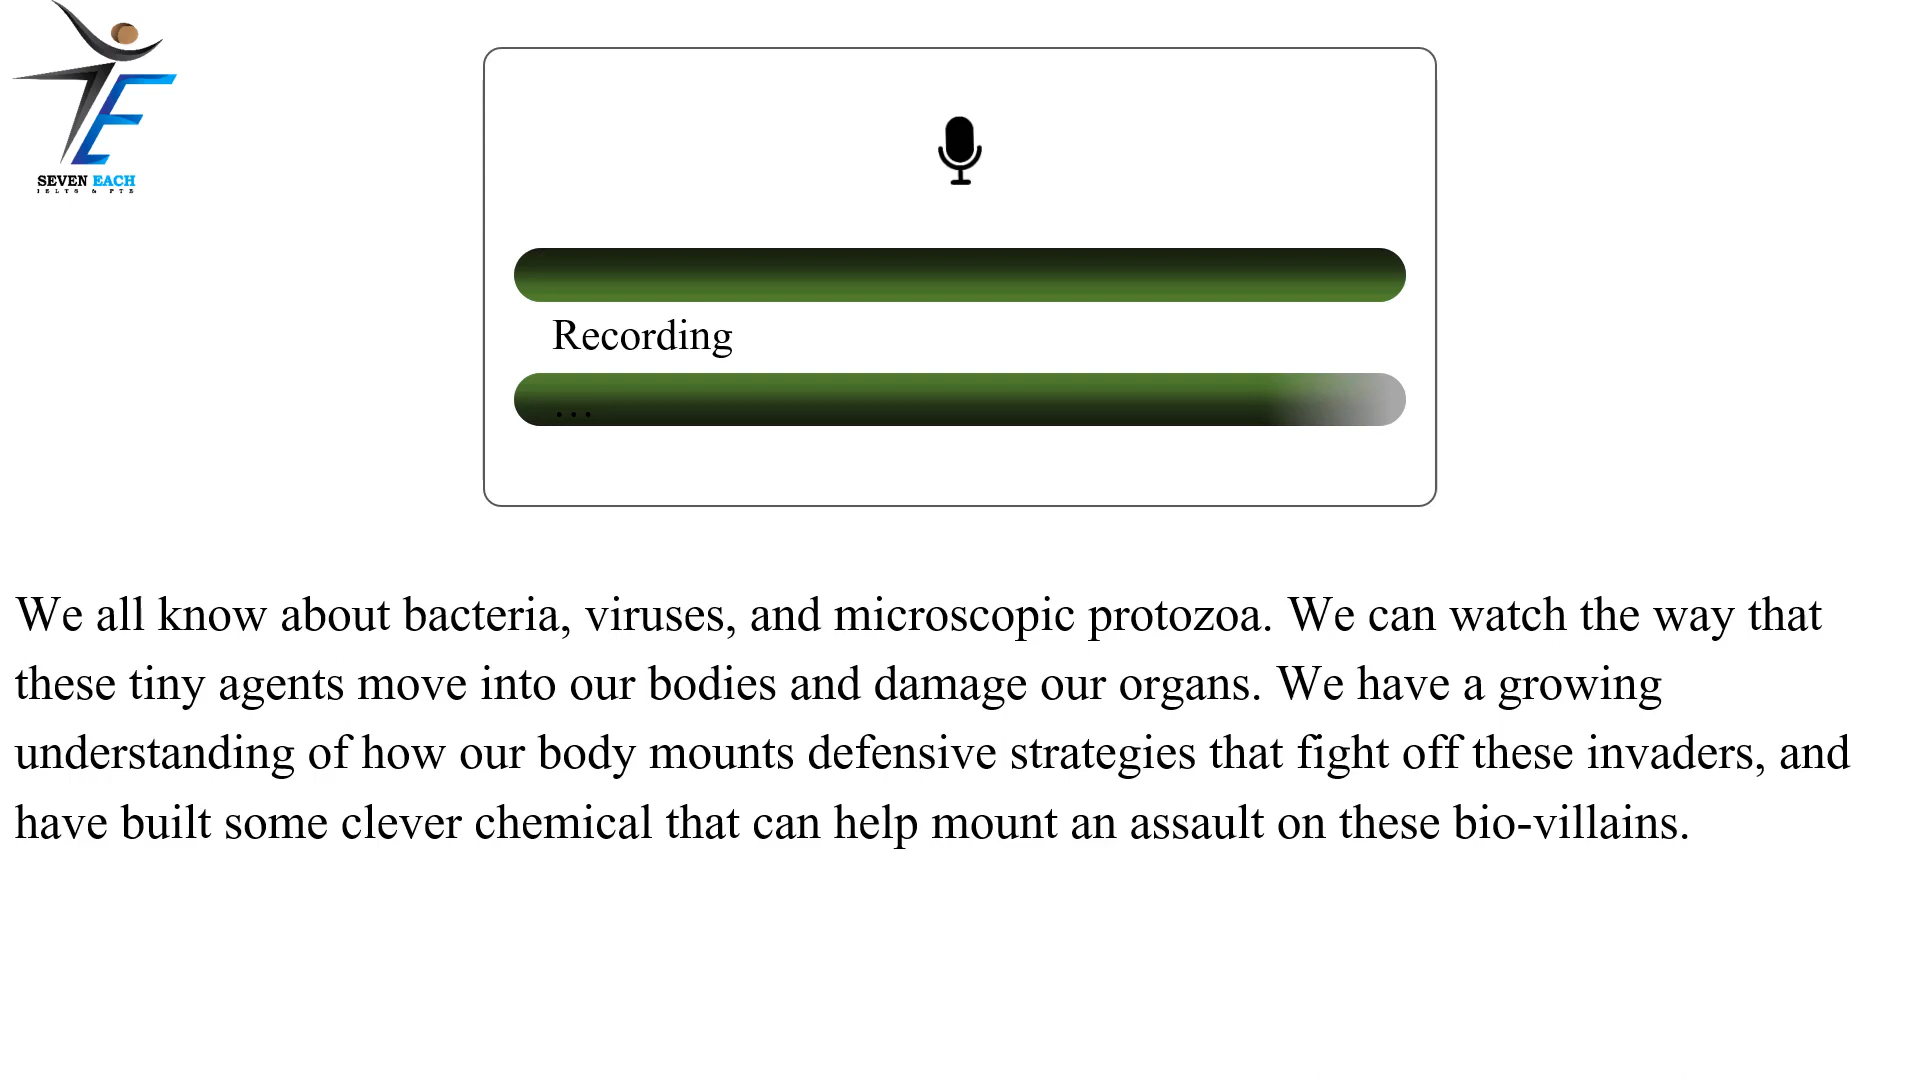 SEVEN EACH
IELTS & PTE
Recording
...
We all know about bacteria, viruses, and microscopic protozoa. We can watch the way that
these tiny agents move into our bodies and damage our organs. We have a growing
understanding of how our body mounts defensive strategies that fight off these invaders, and
have built some clever chemical that can help mount an assault on these bio-villains.